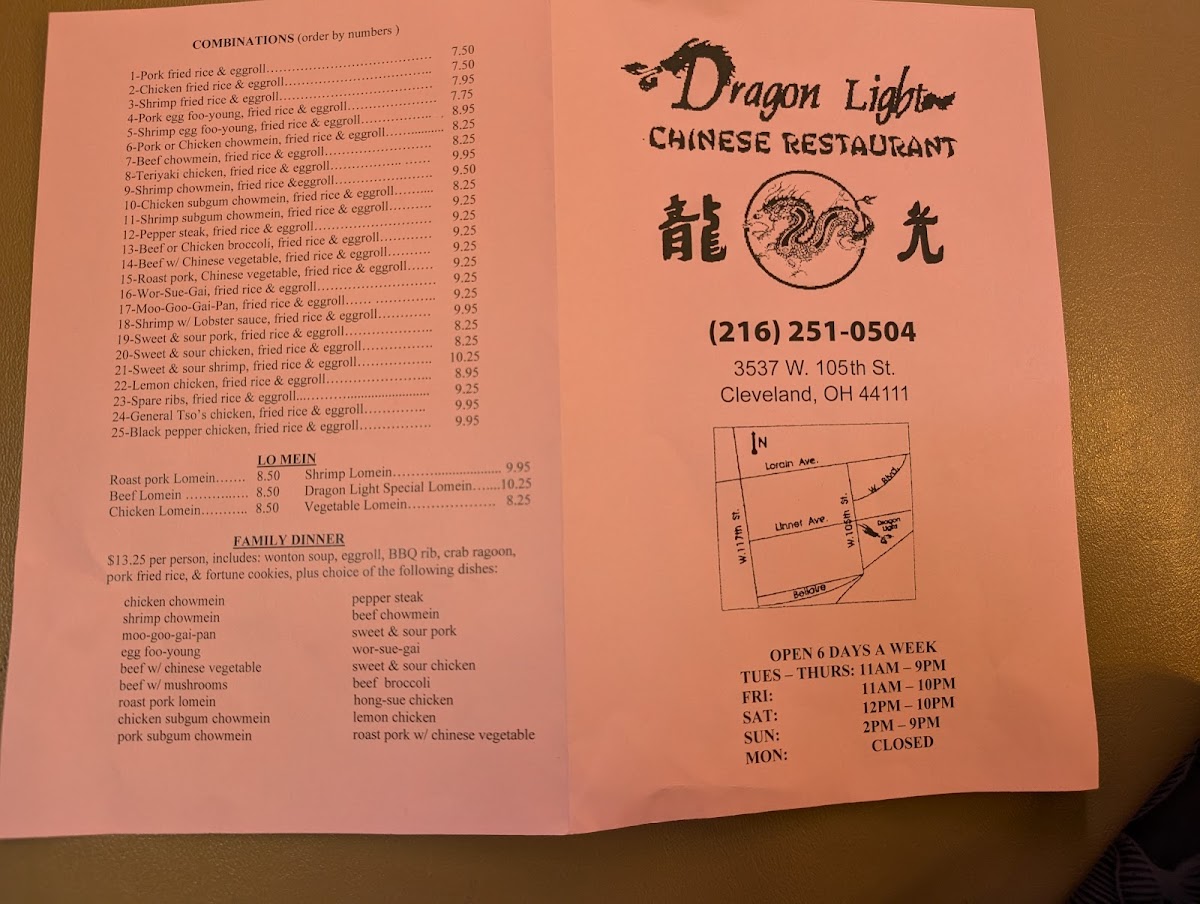 COMBINATIONS (order by numbers )
1-Pork fried rice & eggroll........................................ 7.50
2-Chicken fried rice & eggroll................................... 7.50
3-Shrimp fried rice & eggroll.................................... 7.95
4-Pork egg foo-young, fried rice & eggroll...................... 7.75
5-Shrimp egg foo-young, fried rice & eggroll.................. 8.95
6-Pork or Chicken chowmein, fried rice & eggroll............... 8.25
7-Beef chowmein, fried rice & eggroll.......................... 8.25
8-Teriyaki chicken, fried rice & eggroll.................. ...... 9.95
9-Shrimp chowmein, fried rice &eggroll........................ 9.50
10-Chicken subgum chowmein, fried rice & eggroll.......... 8.25
11-Shrimp subgum chowmein, fried rice & eggroll........... 9.25
12-Pepper steak, fried rice & eggroll............................. 9.25
13-Beef or Chicken broccoli, fried rice & eggroll............ 9.25
14-Beef w/ Chinese vegetable, fried rice & eggroll.......... 9.25
15-Roast pork, Chinese vegetable, fried rice & eggroll...... 9.25
16-Wor-Sue-Gai, fried rice & eggroll........................... 9.25
17-Moo-Goo-Gai-Pan, fried rice & eggroll...... ............... 9.25
18-Shrimp w/ Lobster sauce, fried rice & eggroll............. 9.95
19-Sweet & sour pork, fried rice & eggroll..................... 8.25
20-Sweet & sour chicken, fried rice & eggroll................. 8.25
21-Sweet & sour shrimp, fried rice & eggroll.................. 10.25
22-Lemon chicken, fried rice & eggroll........................ 8.95
23-Spare ribs, fried rice & eggroll................................. 9.25
24-General Tso's chicken, fried rice & eggroll.............. 9.95
25-Black pepper chicken, fried rice & eggroll................ 9.95
LO MEIN
Roast pork Lomein....... 8.50 Shrimp Lomein............................ 9.95
Beef Lomein ............... 8.50 Dragon Light Special Lomein.......10.25
Chicken Lomein.......... 8.50 Vegetable Lomein..................... 8.25
FAMILY DINNER
$13.25 per person, includes: wonton soup, eggroll, BBQ rib, crab ragoon,
pork fried rice, & fortune cookies, plus choice of the following dishes:
chicken chowmein pepper steak
shrimp chowmein beef chowmein
moo-goo-gai-pan sweet & sour pork
egg foo-young wor-sue-gai
beef w/ chinese vegetable sweet & sour chicken
beef w/ mushrooms beef broccoli
roast pork lomein hong-sue chicken
chicken subgum chowmein lemon chicken
pork subgum chowmein roast pork w/ chinese vegetable
Dragon Light
CHINESE RESTAURANT
龍 光
(216) 251-0504
3537 W. 105th St.
Cleveland, OH 44111
N
Lorain Ave.
W. 117th St.
Linnet Ave.
W. 105th St.
Dragon
Light
Bellaire
OPEN 6 DAYS A WEEK
TUES – THURS: 11AM – 9PM
FRI: 11AM – 10PM
SAT: 12PM – 10PM
SUN: 2PM – 9PM
MON: CLOSED